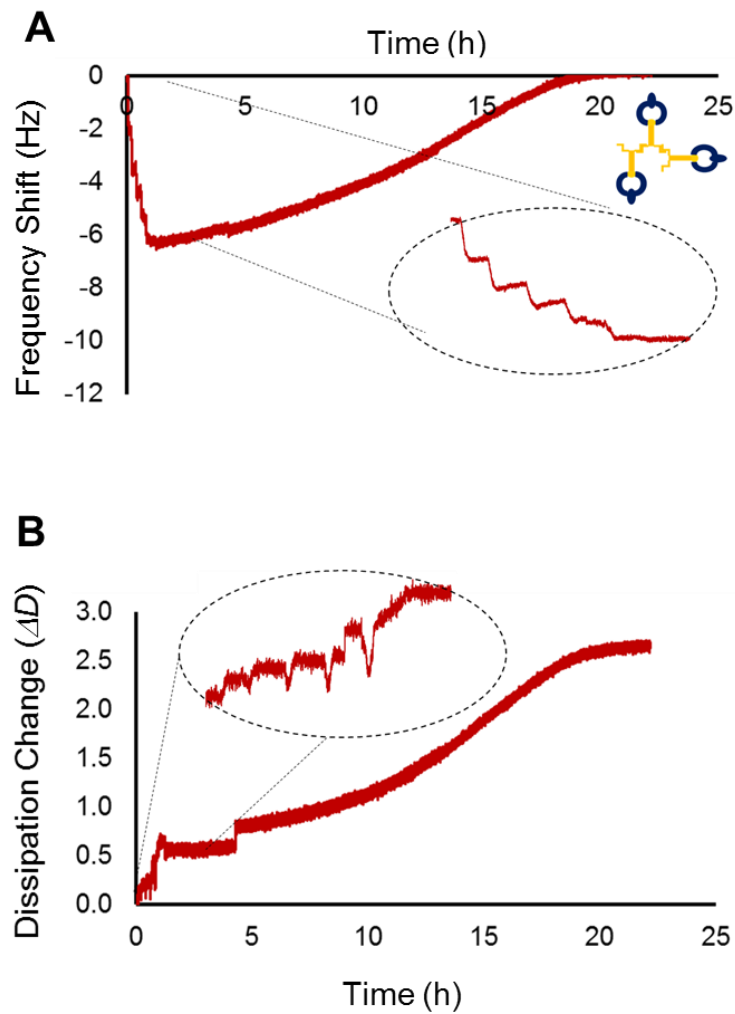 A
Time (h)
0
0 5 10 15 20 25
-2
-4
-6
-8
-10
-12
Frequency Shift (Hz)
B
3.0
2.5
2.0
1.5
1.0
0.5
0.0
Dissipation Change (ΔD)
0 5 10 15 20 25
Time (h)